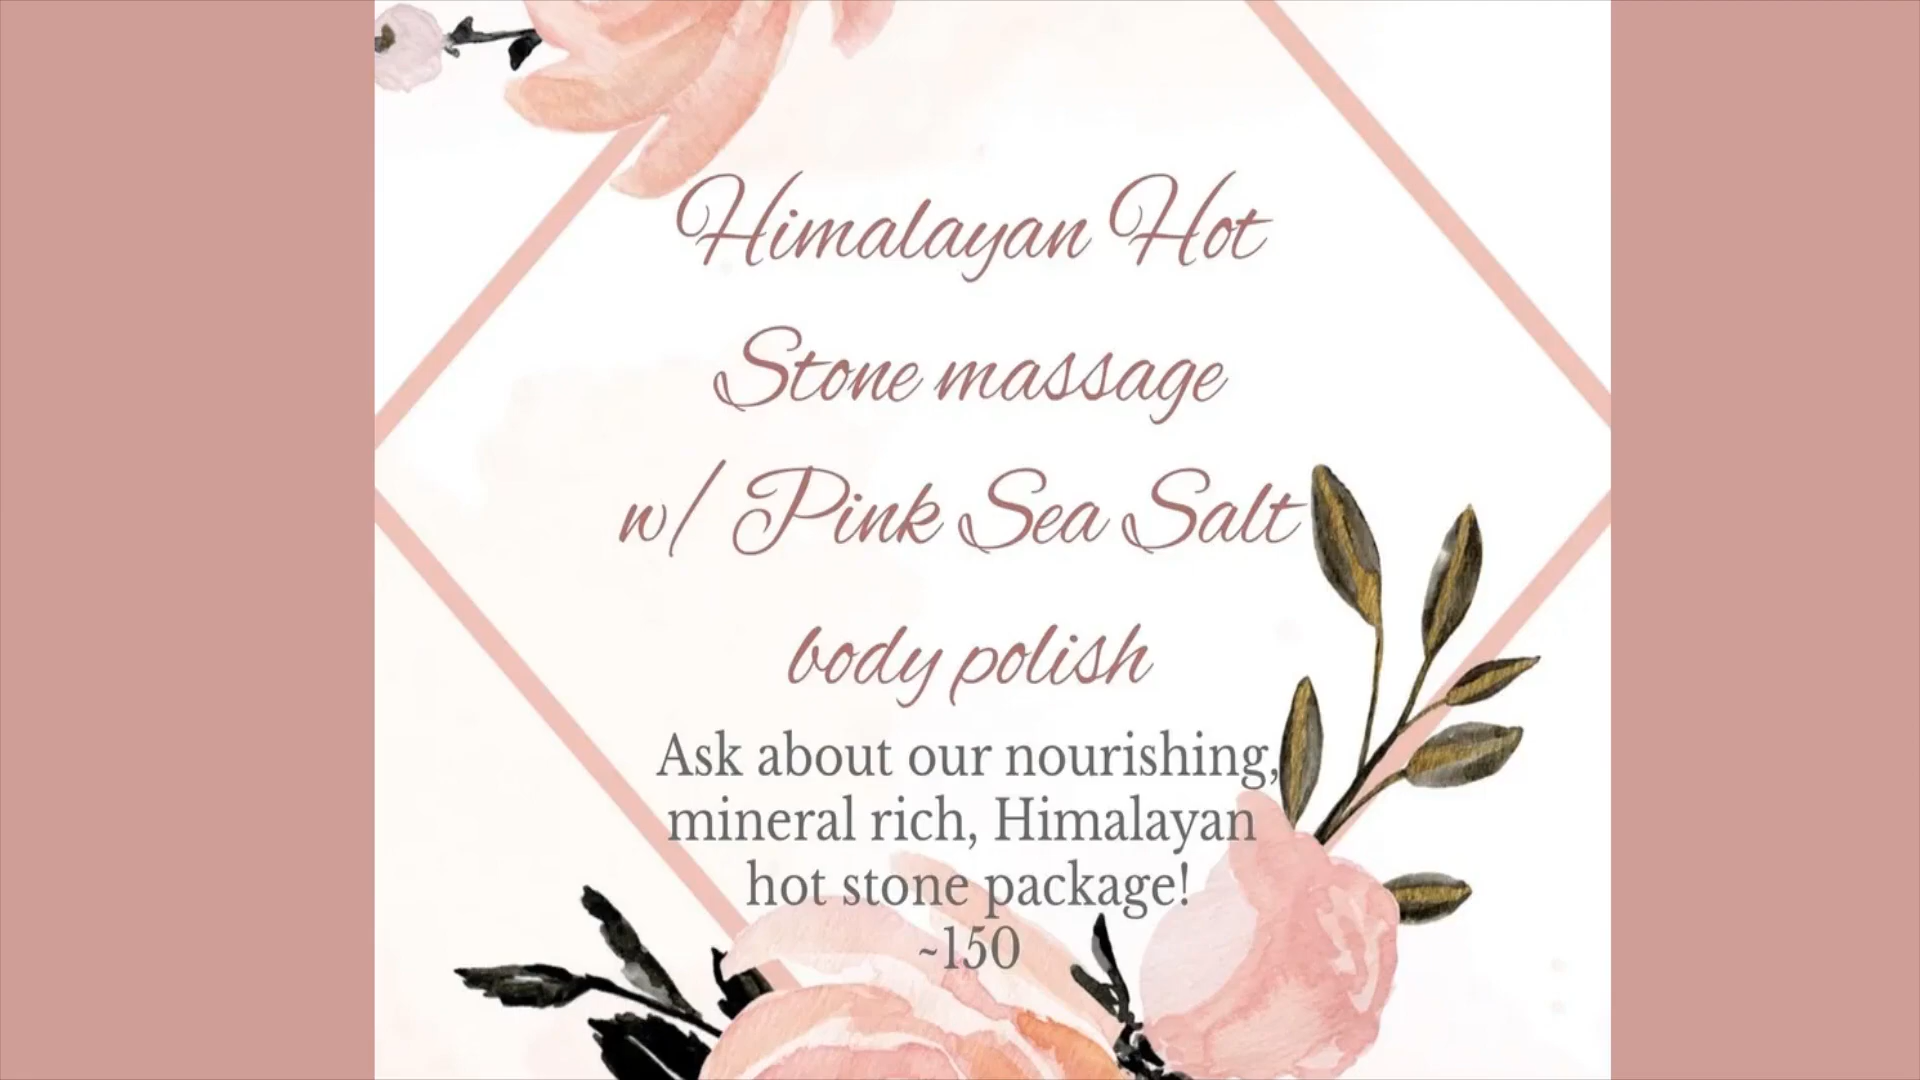 Himalayan Hot
Stone massage
w/ Pink Sea Salt
body polish
Ask about our nourishing,
mineral rich, Himalayan
hot stone package!
~150